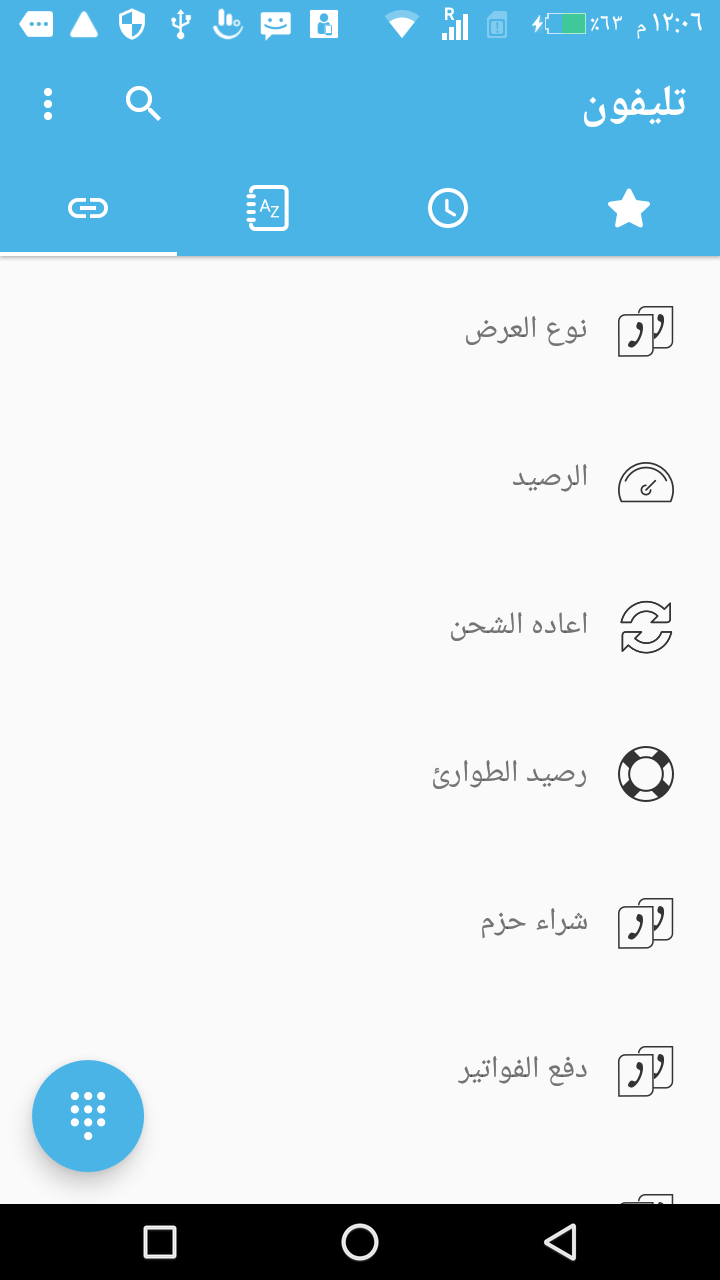 ١٢:٠٦ م ٦٣٪
R
تليفون
AZ
نوع العرض
الرصيد
اعاده الشحن
رصيد الطوارئ
شراء حزم
دفع الفواتير